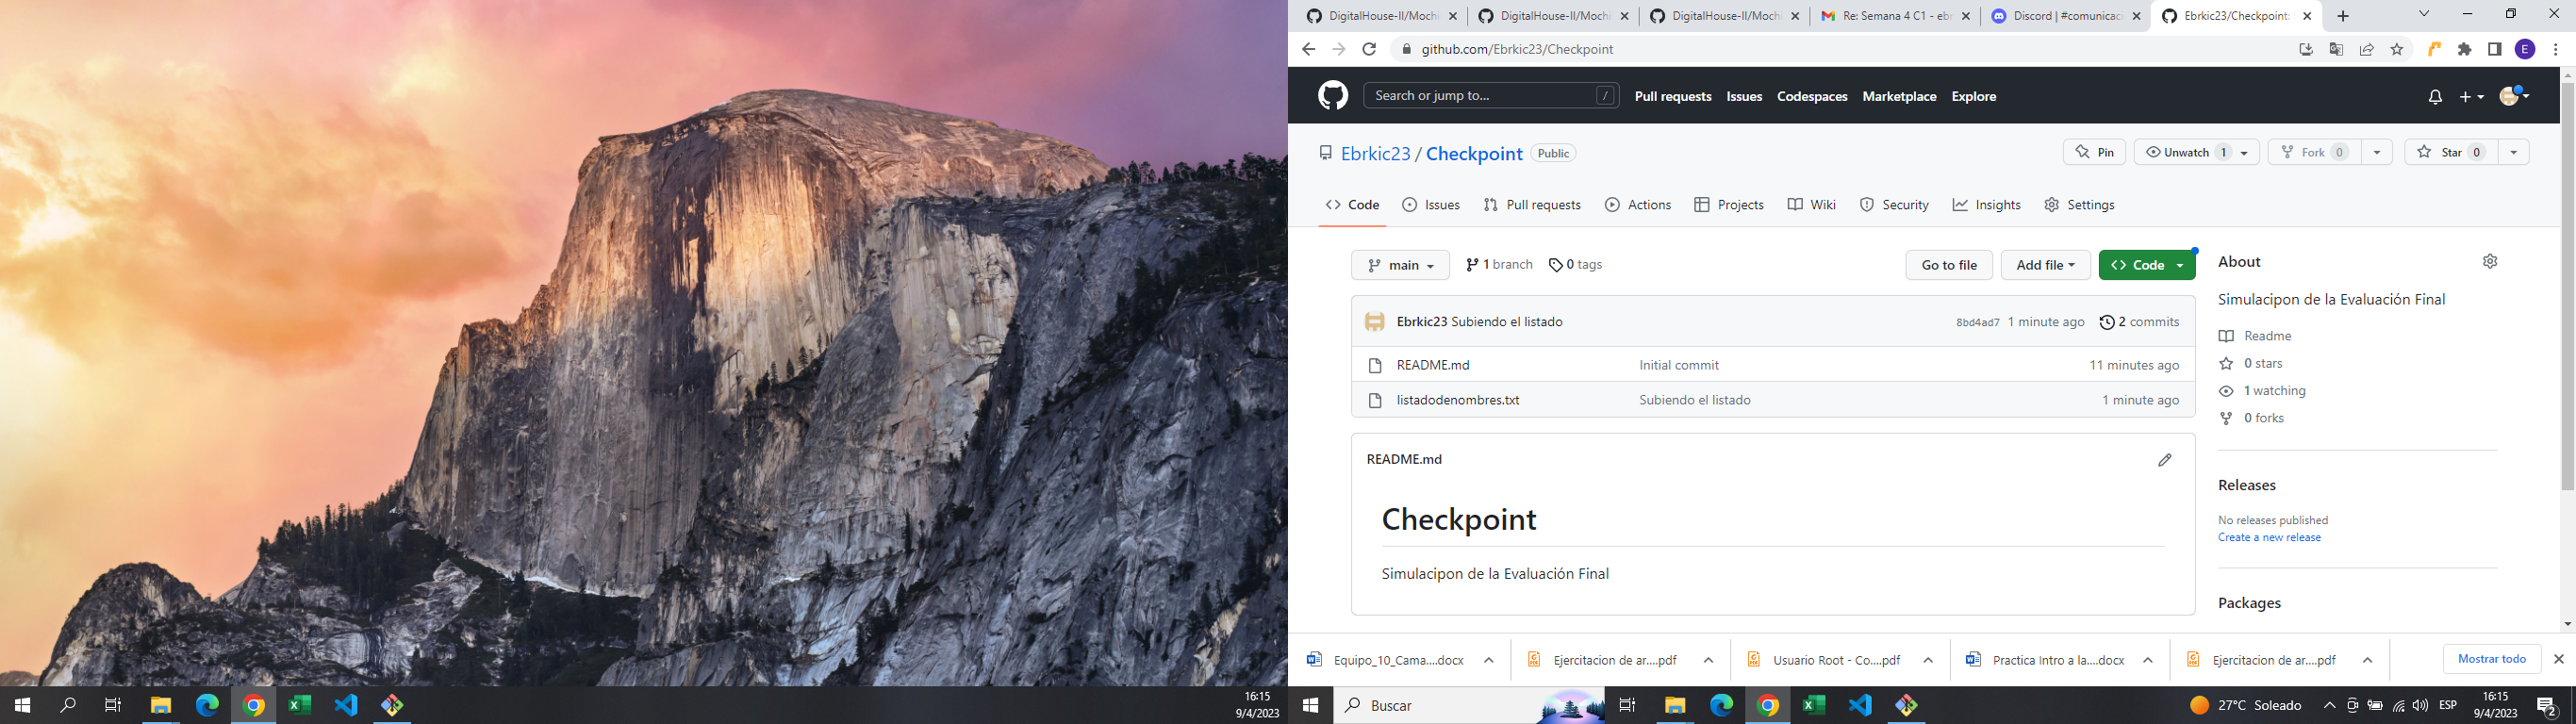 DigitalHouse-II/Mochi
DigitalHouse-II/Mochi
DigitalHouse-II/Mochi
Re: Semana 4 C1 - ebr
Discord | #comunicac
Ebrkic23/Checkpoint:
github.com/Ebrkic23/Checkpoint
E
Search or jump to...
/
Pull requests
Issues
Codespaces
Marketplace
Explore
Ebrkic23 / Checkpoint
Public
Pin
Unwatch 1
Fork 0
Star 0
Code
Issues
Pull requests
Actions
Projects
Wiki
Security
Insights
Settings
main
1 branch
0 tags
Go to file
Add file
Code
Ebrkic23 Subiendo el listado
8bd4ad7 1 minute ago
2 commits
README.md
Initial commit
11 minutes ago
listadodenombres.txt
Subiendo el listado
1 minute ago
README.md
Checkpoint
Simulacipon de la Evaluación Final
About
Simulacipon de la Evaluación Final
Readme
0 stars
1 watching
0 forks
Releases
No releases published
Create a new release
Packages
Equipo_10_Cama....docx
Ejercitacion de ar....pdf
Usuario Root - Co....pdf
Practica Intro a la....docx
Ejercitacion de ar....pdf
Mostrar todo
16:15
9/4/2023
Buscar
27°C Soleado
ESP
16:15
9/4/2023
2